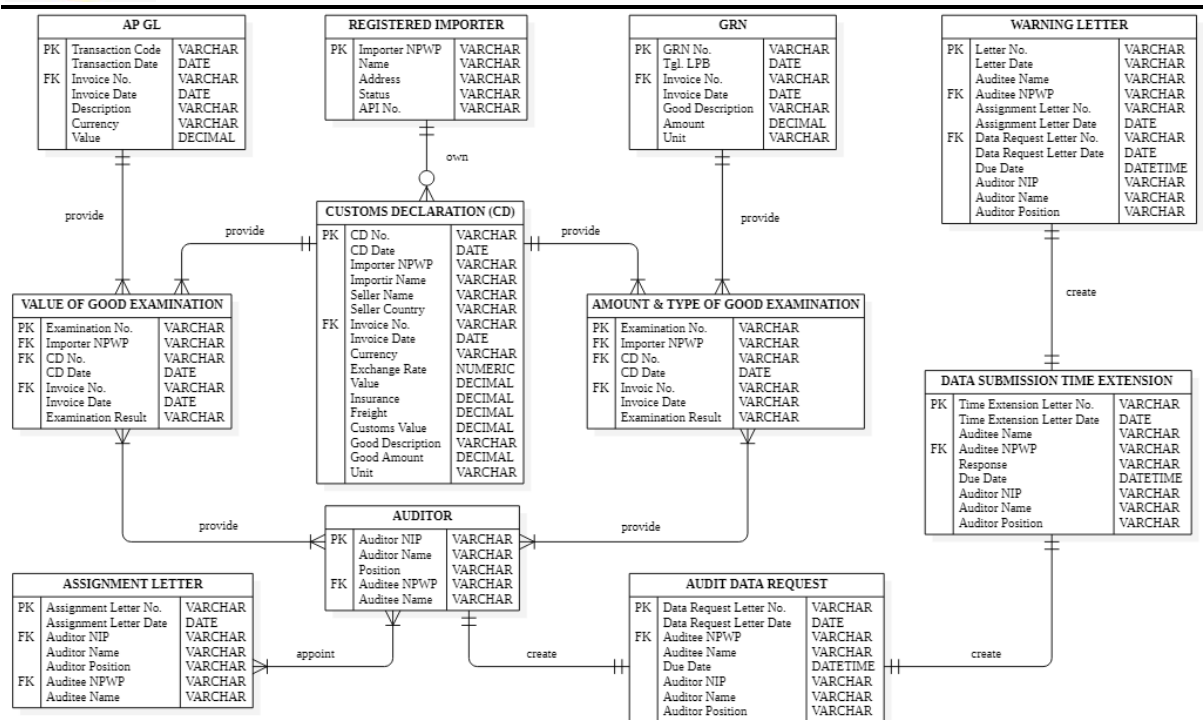 AP GL
PK Transaction Code VARCHAR
Transaction Date DATE
FK Invoice No. VARCHAR
Invoice Date DATE
Description VARCHAR
Currency VARCHAR
Value DECIMAL
REGISTERED IMPORTER
PK Importer NPWP VARCHAR
Name VARCHAR
Address VARCHAR
Status VARCHAR
API No. VARCHAR
GRN
PK GRN No. VARCHAR
Tgl. LPB DATE
FK Invoice No. VARCHAR
Invoice Date DATE
Good Description VARCHAR
Amount DECIMAL
Unit VARCHAR
WARNING LETTER
PK Letter No. VARCHAR
Letter Date VARCHAR
Auditee Name VARCHAR
FK Auditee NPWP VARCHAR
Assignment Letter No. VARCHAR
Assignment Letter Date DATE
FK Data Request Letter No. VARCHAR
Data Request Letter Date DATE
Due Date DATETIME
Auditor NIP VARCHAR
Auditor Name VARCHAR
Auditor Position VARCHAR
own
provide
provide
provide
provide
create
CUSTOMS DECLARATION (CD)
PK CD No. VARCHAR
CD Date DATE
Importer NPWP VARCHAR
Importir Name VARCHAR
Seller Name VARCHAR
Seller Country VARCHAR
FK Invoice No. VARCHAR
Invoice Date DATE
Currency VARCHAR
Exchange Rate NUMERIC
Value DECIMAL
Insurance DECIMAL
Freight DECIMAL
Customs Value DECIMAL
Good Description VARCHAR
Good Amount DECIMAL
Unit VARCHAR
VALUE OF GOOD EXAMINATION
PK Examination No. VARCHAR
FK Importer NPWP VARCHAR
FK CD No. VARCHAR
CD Date DATE
FK Invoice No. VARCHAR
Invoice Date DATE
Examination Result VARCHAR
AMOUNT & TYPE OF GOOD EXAMINATION
PK Examination No. VARCHAR
FK Importer NPWP VARCHAR
FK CD No. VARCHAR
CD Date DATE
FK Invoic No. VARCHAR
Invoice Date VARCHAR
Examination Result VARCHAR
DATA SUBMISSION TIME EXTENSION
PK Time Extension Letter No. VARCHAR
Time Extension Letter Date DATE
Auditee Name VARCHAR
FK Auditee NPWP VARCHAR
Response VARCHAR
Due Date DATETIME
Auditor NIP VARCHAR
Auditor Name VARCHAR
Auditor Position VARCHAR
provide
provide
AUDITOR
PK Auditor NIP VARCHAR
Auditor Name VARCHAR
Position VARCHAR
FK Auditee NPWP VARCHAR
Auditee Name VARCHAR
ASSIGNMENT LETTER
PK Assignment Letter No. VARCHAR
Assignment Letter Date DATE
FK Auditor NIP VARCHAR
Auditor Name VARCHAR
Auditor Position VARCHAR
FK Auditee NPWP VARCHAR
Auditee Name VARCHAR
appoint
create
AUDIT DATA REQUEST
PK Data Request Letter No. VARCHAR
Data Request Letter Date DATE
FK Auditee NPWP VARCHAR
Auditee Name VARCHAR
Due Date DATETIME
Auditor NIP VARCHAR
Auditor Name VARCHAR
Auditor Position VARCHAR
create